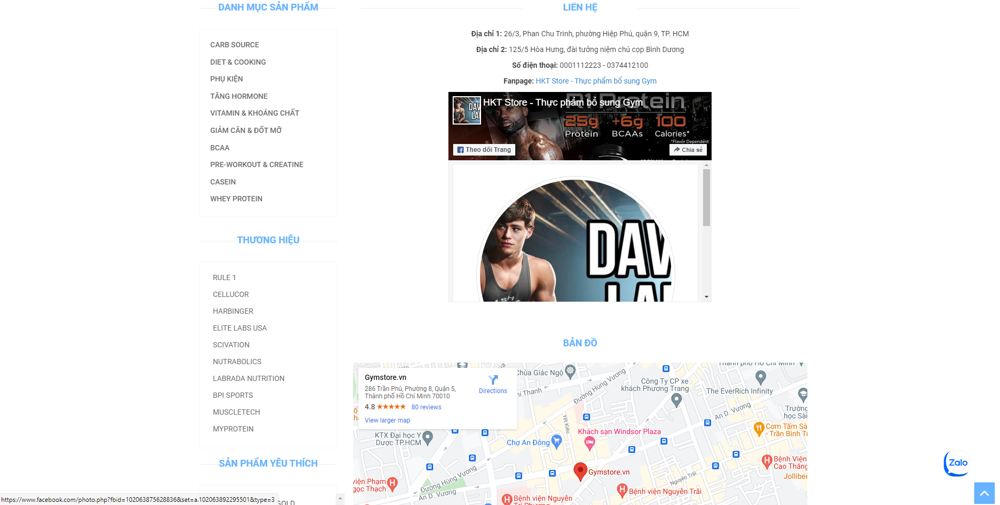 DANH MỤC SẢN PHẨM
CARB SOURCE
DIET & COOKING
PHỤ KIỆN
TĂNG HORMONE
VITAMIN & KHOÁNG CHẤT
GIẢM CÂN & ĐỐT MỠ
BCAA
PRE-WORKOUT & CREATINE
CASEIN
WHEY PROTEIN
THƯƠNG HIỆU
RULE 1
CELLUCOR
HARBINGER
ELITE LABS USA
SCIVATION
NUTRABOLICS
LABRADA NUTRITION
BPI SPORTS
MUSCLETECH
MYPROTEIN
SẢN PHẨM YÊU THÍCH
GOLD
https://www.facebook.com/photo.php?fbid=102063875628836&set=a.102063892295501&type=3
LIÊN HỆ
Địa chỉ 1: 26/3, Phan Chu Trinh, phường Hiệp Phú, quận 9, TP. HCM
Địa chỉ 2: 125/5 Hòa Hưng, đài tưởng niệm chú cọp Bình Dương
Số điện thoại: 0001112223 - 0374412100
Fanpage: HKT Store - Thực phẩm bổ sung Gym
HKT Store - Thực phẩm bổ sung Gym
R1 Protein
25g +6g 100
Protein BCAAs Calories*
*Flavor Dependent
Theo dõi Trang
Chia sẻ
DAV
LA
DAV
LA
BẢN ĐỒ
Gymstore.vn
286 Trần Phú, Phường 8, Quận 5,
Thành phố Hồ Chí Minh 70010
4.8 ★★★★★ 80 reviews
View larger map
Directions
Chùa Giác Ngộ
Thành phố Hồ Chí Minh
Đường Hùng Vương
hí Thanh
Công Ty CP xe
khách Phương Trang
The EverRich Infinity
An D. Vương
Trường
học Sài
Yết Kiêu
Cơm Tấm Sà
- Trần Bình Tr
Khách sạn Windsor Plaza
KTX Đại học Y
Dược TP.HCM
Chợ An Đông
Bệnh Viện
Cao Thắng
Gymstore.vn
Nguyễn Trãi
Jollibee
viện Phạm
gọc Thạch
Đường Hùng Vương
An D. Vương
Bệnh viện Nguyễn Trãi
Bệnh viện Nguyễn
Tri Phương
Zalo